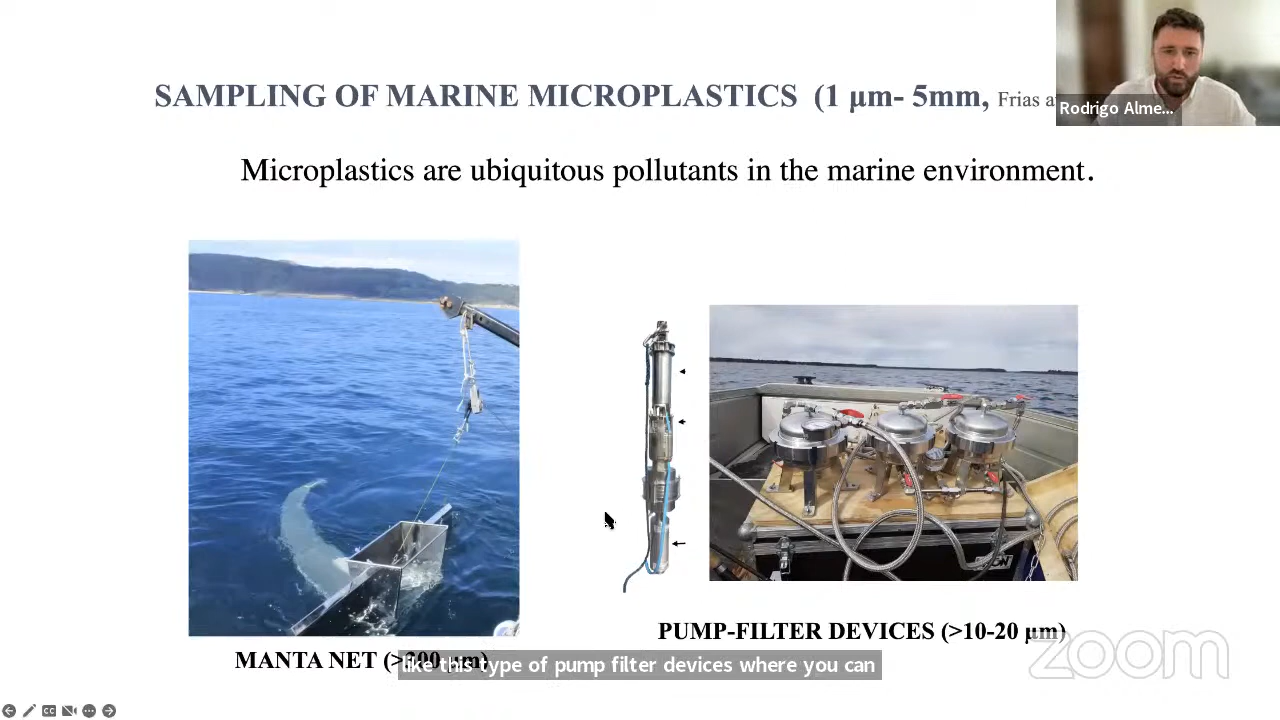 SAMPLING OF MARINE MICROPLASTICS (1 µm- 5mm, Frias a
Rodrigo Alme...
Microplastics are ubiquitous pollutants in the marine environment.
PUMP-FILTER DEVICES (>10-20 µm)
MANTA NET (>300 µm)
like this type of pump filter devices where you can
zoom
CC